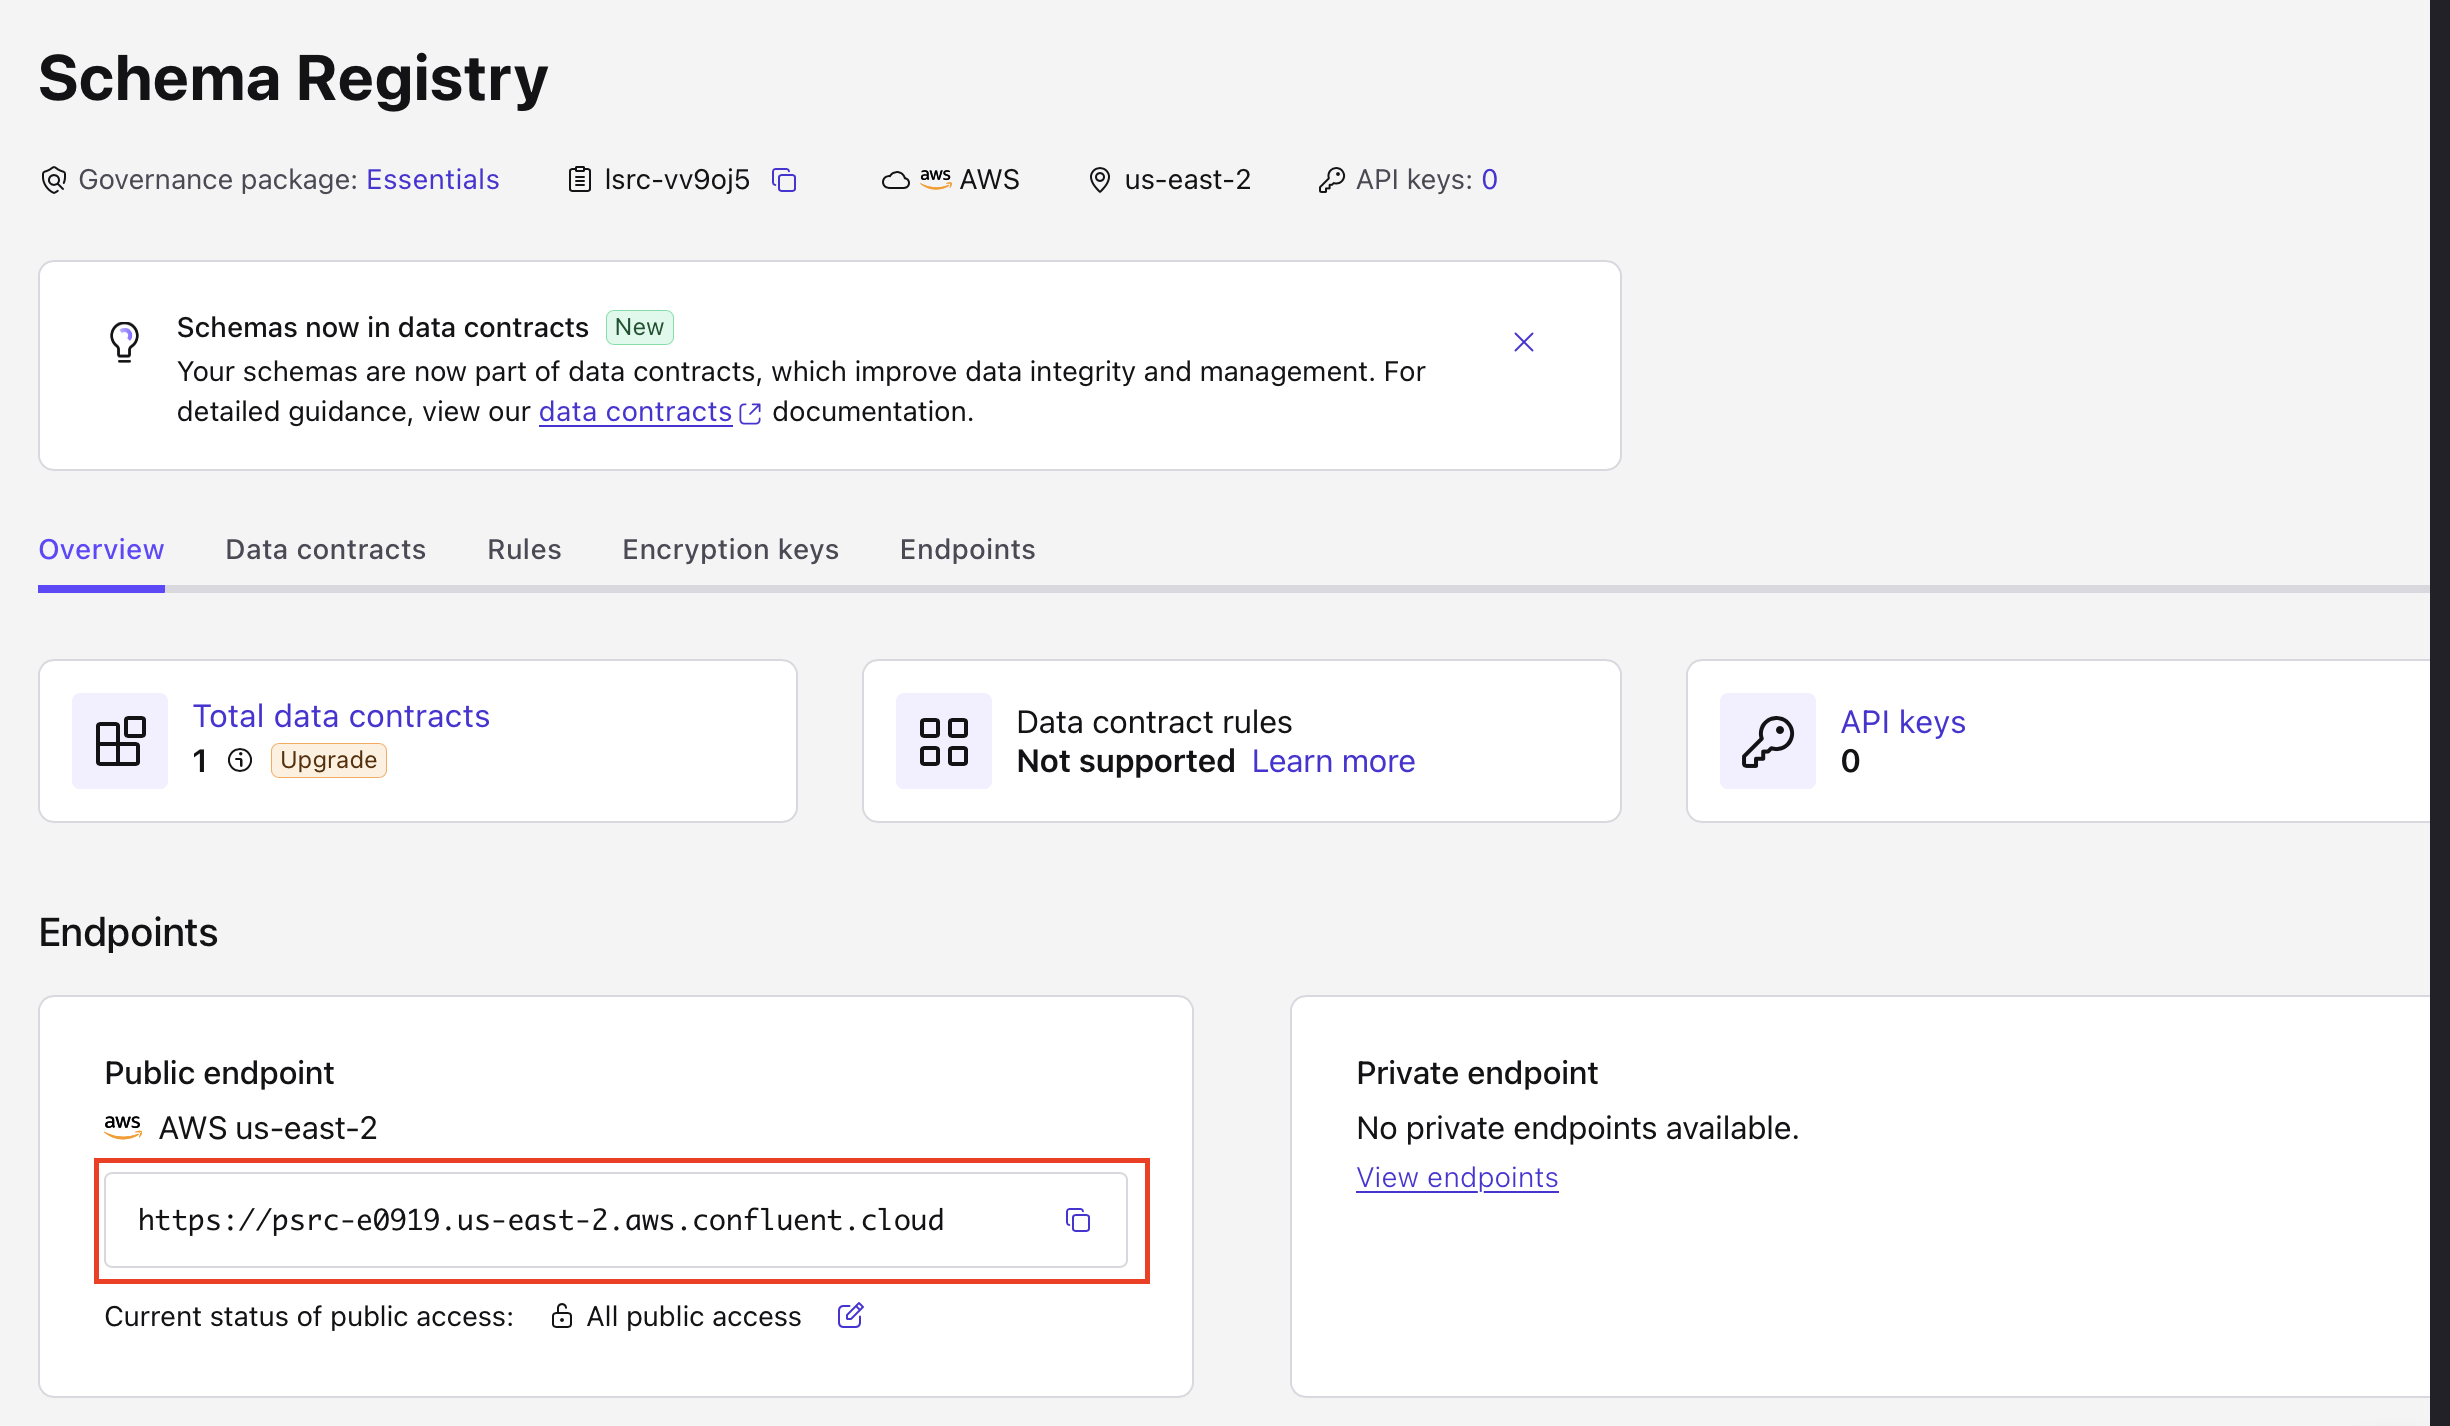 Schema Registry
Governance package: Essentials lsrc-vv9oj5 aws AWS us-east-2 API keys: 0
Schemas now in data contracts New
Your schemas are now part of data contracts, which improve data integrity and management. For
detailed guidance, view our data contracts documentation.
Overview Data contracts Rules Encryption keys Endpoints
Total data contracts
1 Upgrade
Data contract rules
Not supported Learn more
API keys
0
Endpoints
Public endpoint
aws AWS us-east-2
https://psrc-e0919.us-east-2.aws.confluent.cloud
Current status of public access: All public access
Private endpoint
No private endpoints available.
View endpoints